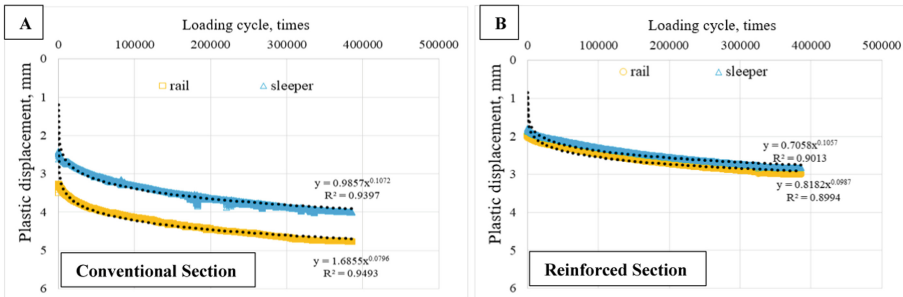 A
Loading cycle, times
0 100000 200000 300000 400000 500000
Plastic displacement, mm
0
1
2
3
4
5
6
rail sleeper
y = 0.9857x^0.1072
R² = 0.9397
y = 1.6855x^0.0796
R² = 0.9493
Conventional Section
B
Loading cycle, times
0 100000 200000 300000 400000 500000
Plastic displacement, mm
0
1
2
3
4
5
6
rail sleeper
y = 0.7058x^0.1057
R² = 0.9013
y = 0.8182x^0.0987
R² = 0.8994
Reinforced Section